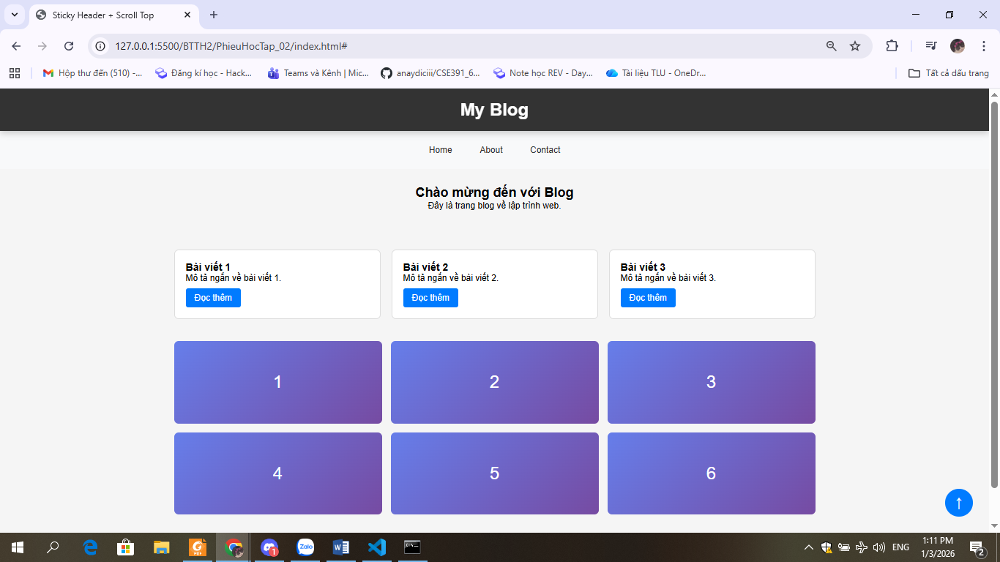 Sticky Header + Scroll Top
127.0.0.1:5500/BTTH2/PhieuHocTap_02/index.html#
Hộp thư đến (510) -...
Đăng kí học - Hack...
Teams và Kênh | Mic...
anaydiciii/CSE391_6...
Note học REV - Day...
Tài liệu TLU - OneDr...
Tất cả dấu trang
My Blog
Home About Contact
Chào mừng đến với Blog
Đây là trang blog về lập trình web.
Bài viết 1
Mô tả ngắn về bài viết 1.
Đọc thêm
Bài viết 2
Mô tả ngắn về bài viết 2.
Đọc thêm
Bài viết 3
Mô tả ngắn về bài viết 3.
Đọc thêm
1 2 3
4 5 6
↑
PDF
1
Zalo
ENG
1:11 PM
1/3/2026
2